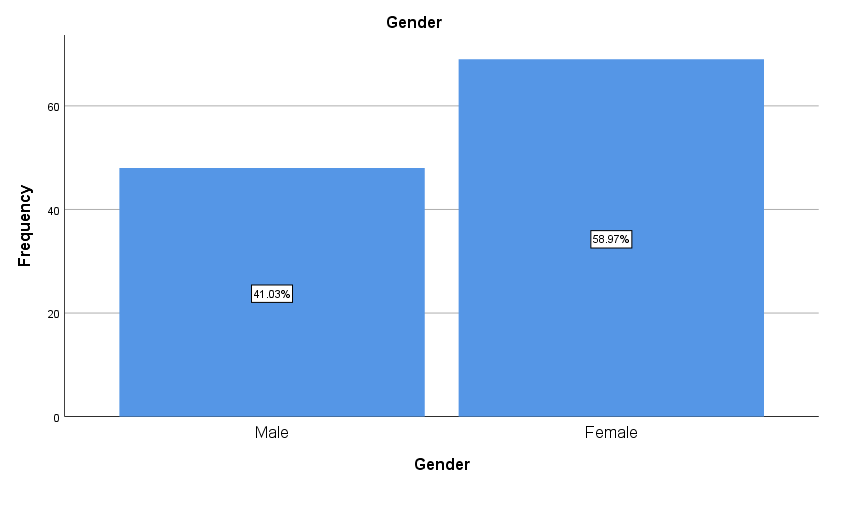 Gender
Frequency
60
40
20
0
41.03%
58.97%
Male
Female
Gender